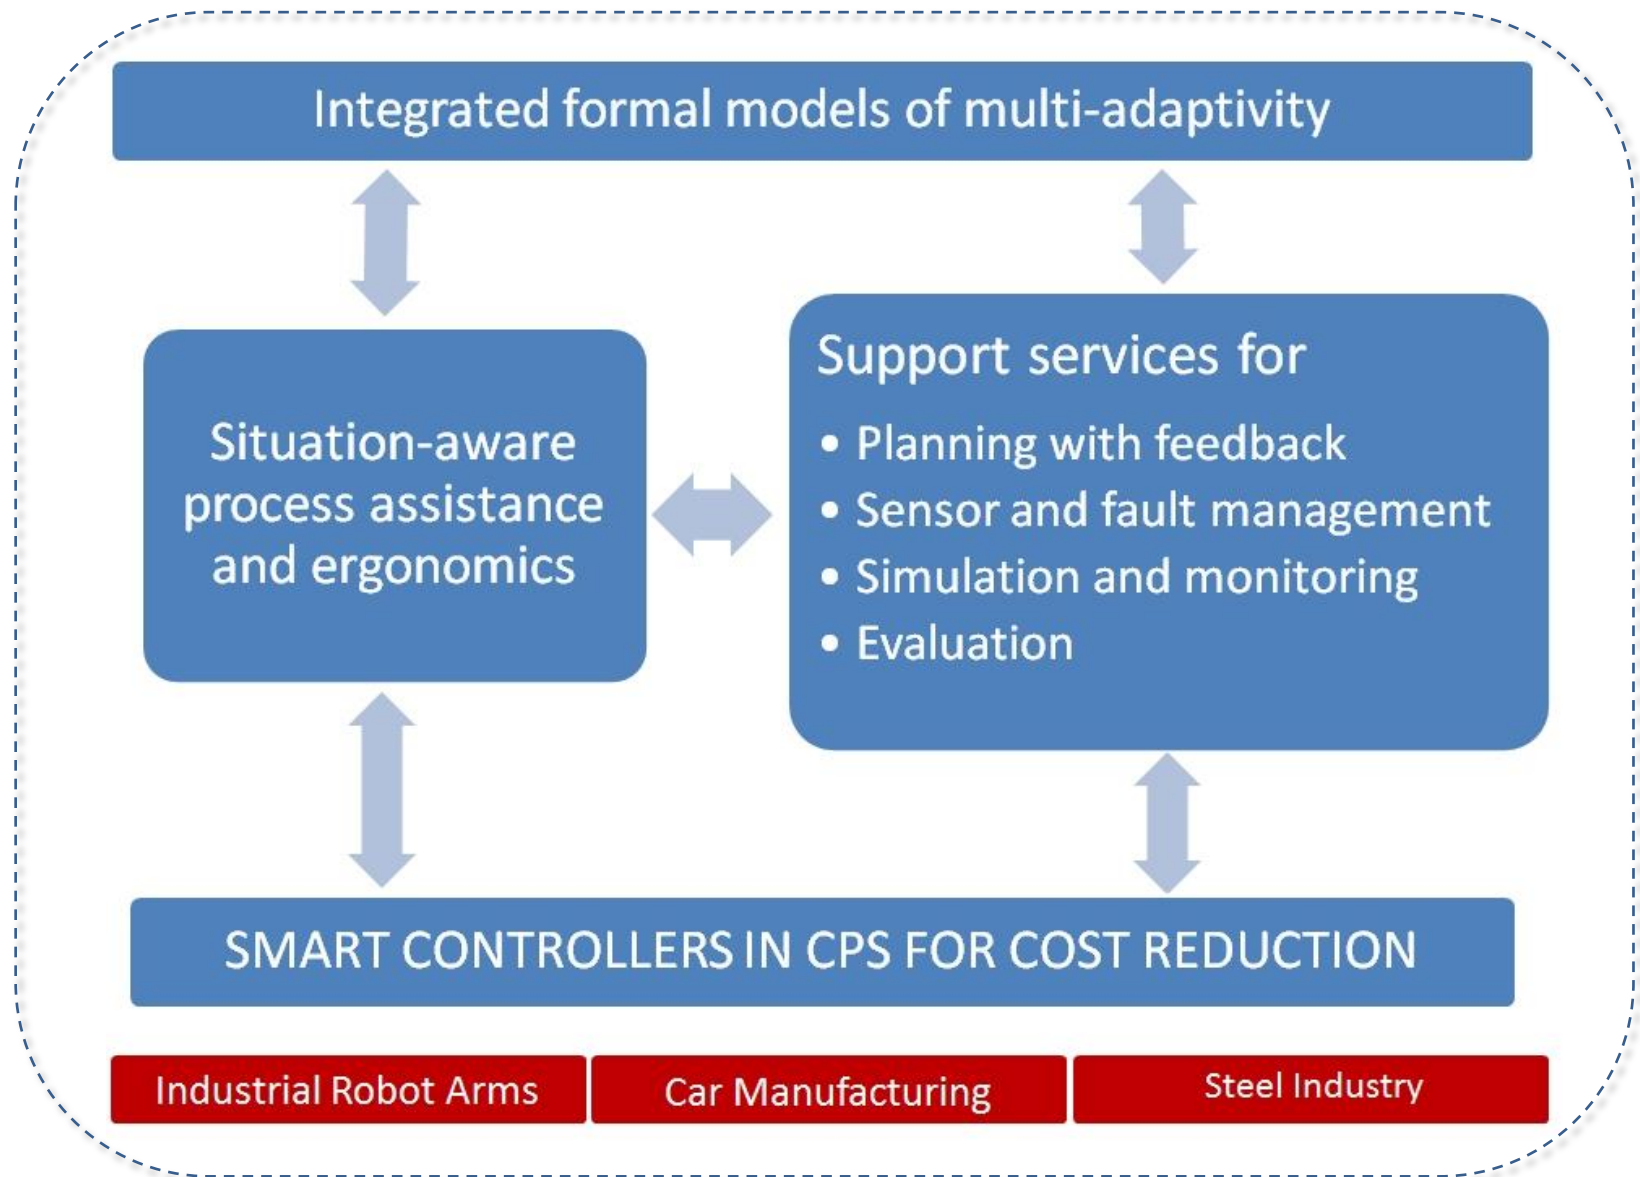 Integrated formal models of multi-adaptivity
Situation-aware
process assistance
and ergonomics
Support services for
• Planning with feedback
• Sensor and fault management
• Simulation and monitoring
• Evaluation
SMART CONTROLLERS IN CPS FOR COST REDUCTION
Industrial Robot Arms
Car Manufacturing
Steel Industry